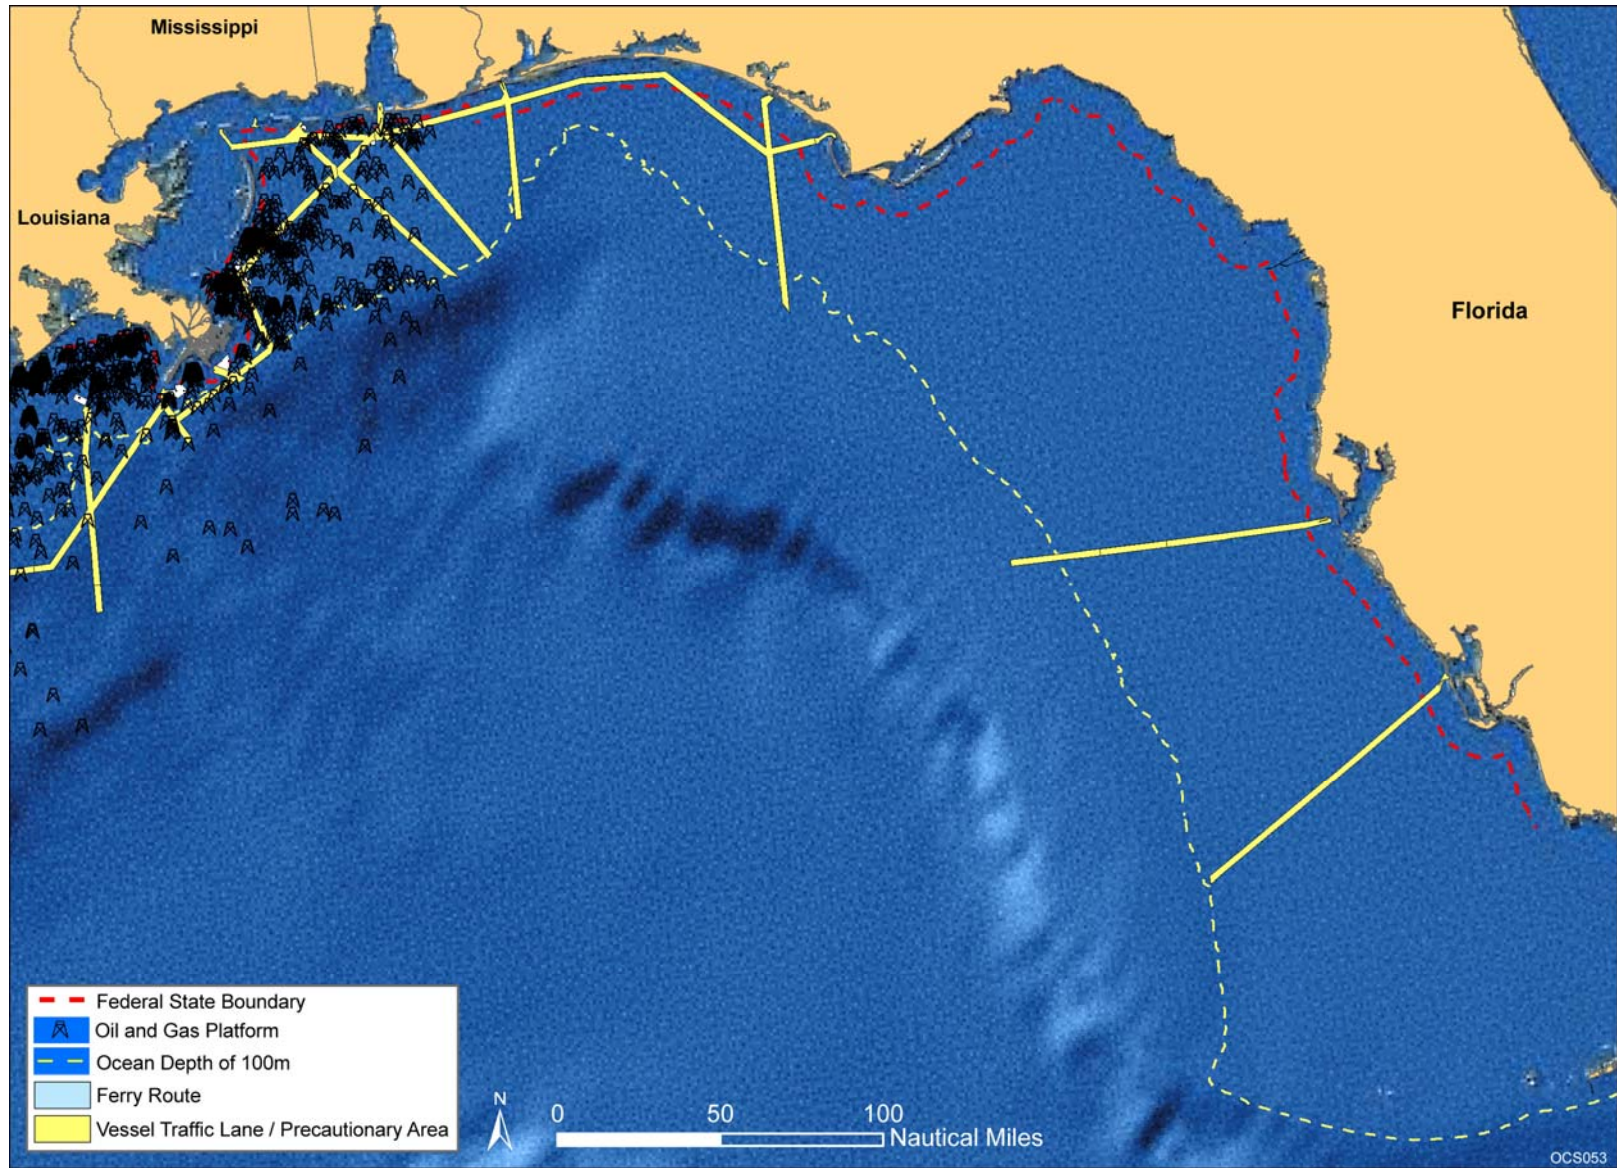 Mississippi
Louisiana
Florida
Federal State Boundary
Oil and Gas Platform
Ocean Depth of 100m
Ferry Route
Vessel Traffic Lane / Precautionary Area
N
0 50 100
Nautical Miles
OCS053